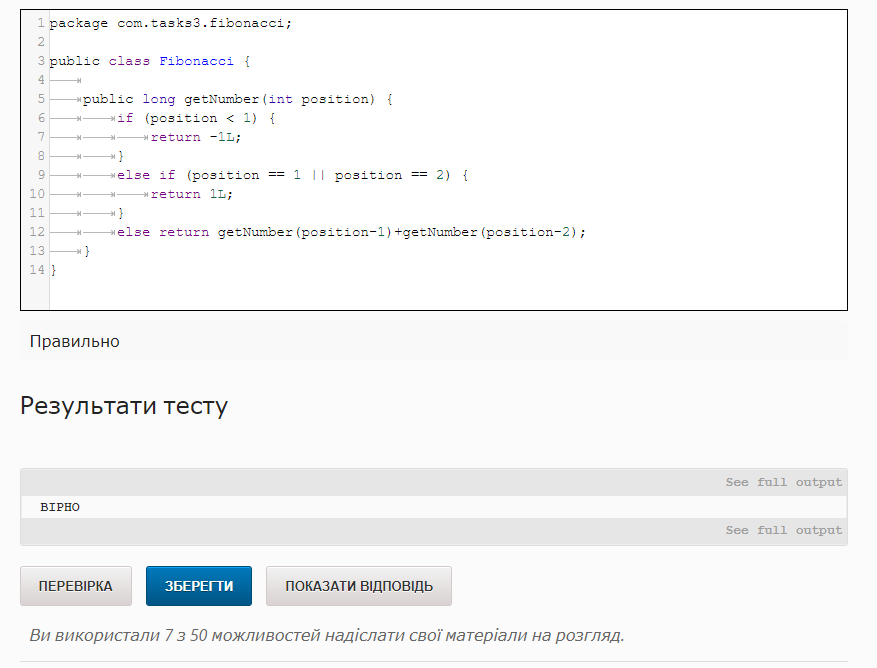 1 package com.tasks3.fibonacci;
2
3 public class Fibonacci {
4
5 public long getNumber(int position) {
6 if (position < 1) {
7 return -1L;
8 }
9 else if (position == 1 || position == 2) {
10 return 1L;
11 }
12 else return getNumber(position-1)+getNumber(position-2);
13 }
14 }
Правильно
Результати тесту
See full output
ВІРНО
See full output
ПЕРЕВІРКА ЗБЕРЕГТИ ПОКАЗАТИ ВІДПОВІДЬ
Ви використали 7 з 50 можливостей надіслати свої матеріали на розгляд.